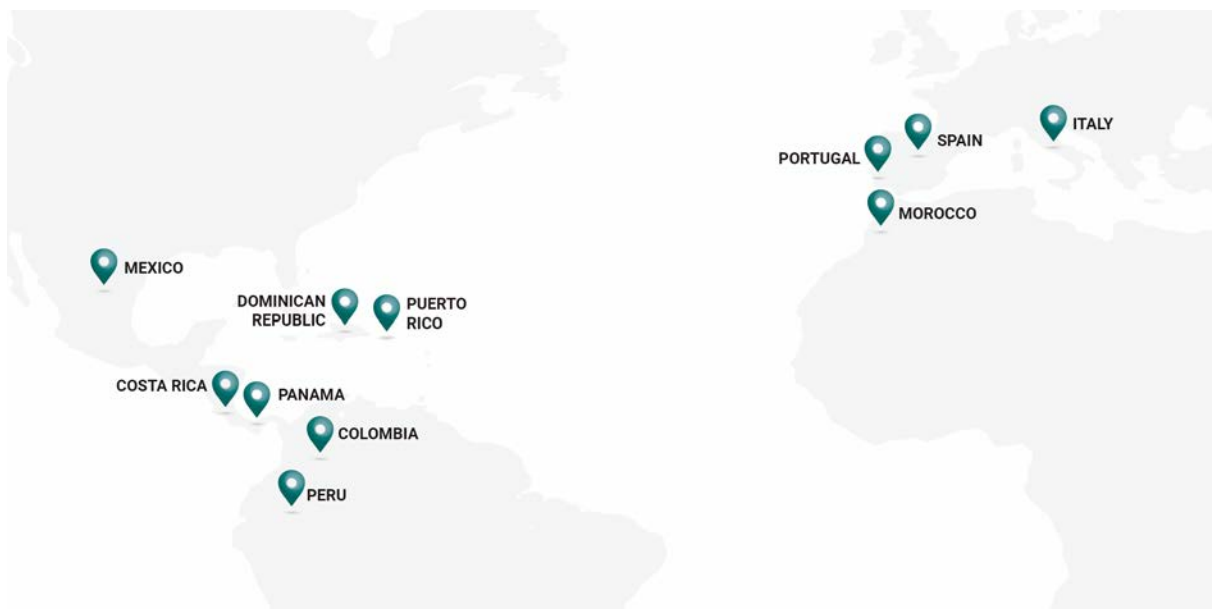 ITALY
SPAIN
PORTUGAL
MOROCCO
MEXICO
DOMINICAN
REPUBLIC
PUERTO
RICO
COSTA RICA
PANAMA
COLOMBIA
PERU